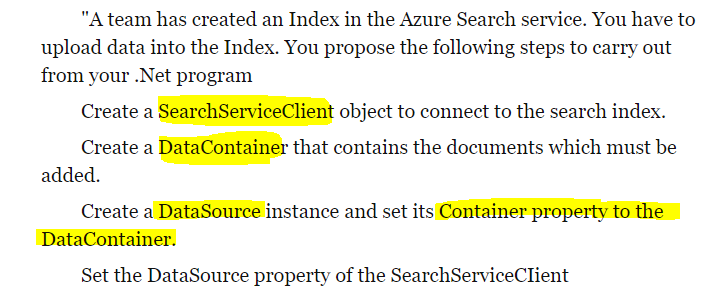 "A team has created an Index in the Azure Search service. You have to
upload data into the Index. You propose the following steps to carry out
from your .Net program
Create a SearchServiceClient object to connect to the search index.
Create a DataContainer that contains the documents which must be
added.
Create a DataSource instance and set its Container property to the
DataContainer.
Set the DataSource property of the SearchServiceCIient